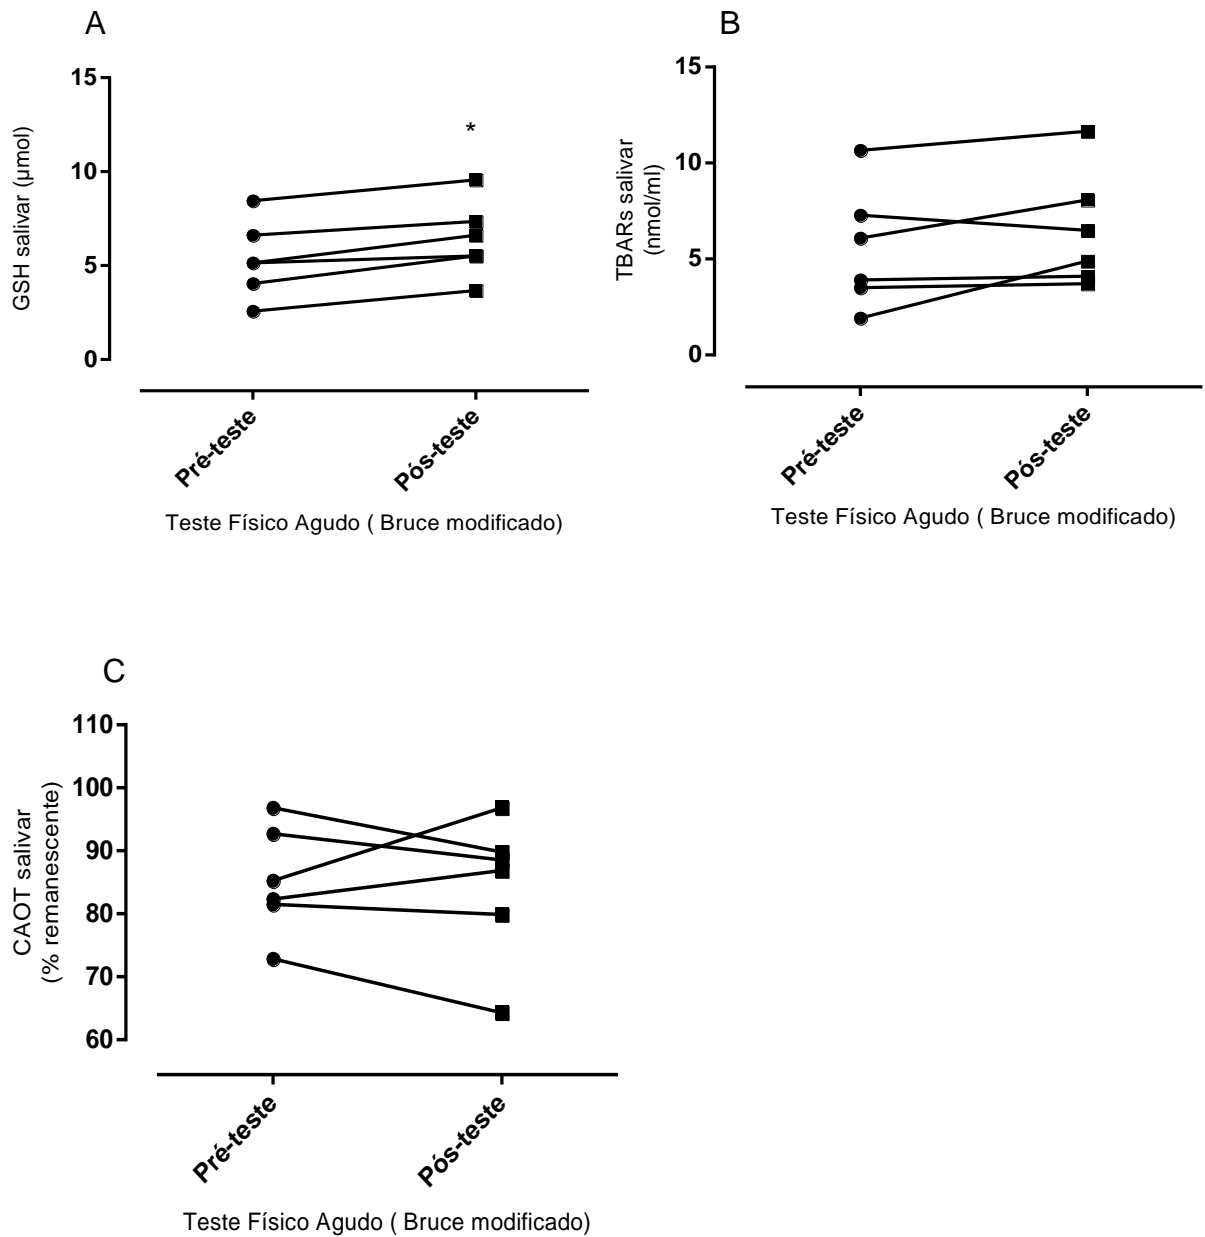 A
GSH salivar (µmol)
15
10
5
0
*
Pré-teste
Pós-teste
Teste Físico Agudo ( Bruce modificado)
B
TBARs salivar
(nmol/ml)
15
10
5
0
Pré-teste
Pós-teste
Teste Físico Agudo ( Bruce modificado)
C
CAOT salivar
(% remanescente)
110
100
90
80
70
60
Pré-teste
Pós-teste
Teste Físico Agudo ( Bruce modificado)